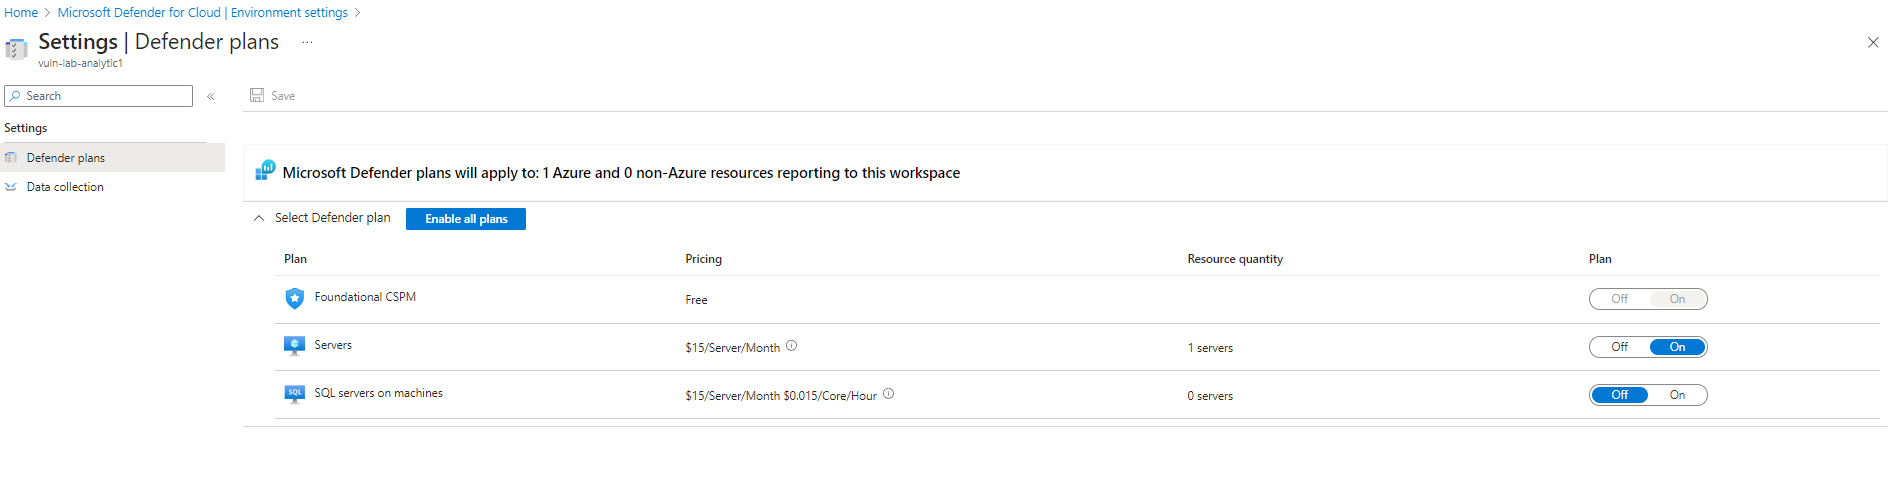 Home > Microsoft Defender for Cloud | Environment settings >
Settings | Defender plans ...
vuln-lab-analytic1
Search «
Save
Settings
Defender plans
Data collection
Microsoft Defender plans will apply to: 1 Azure and 0 non-Azure resources reporting to this workspace
Select Defender plan Enable all plans
Plan Pricing Resource quantity Plan
Foundational CSPM Free Off On
Servers $15/Server/Month 1 servers Off On
SQL SQL servers on machines $15/Server/Month $0.015/Core/Hour 0 servers Off On